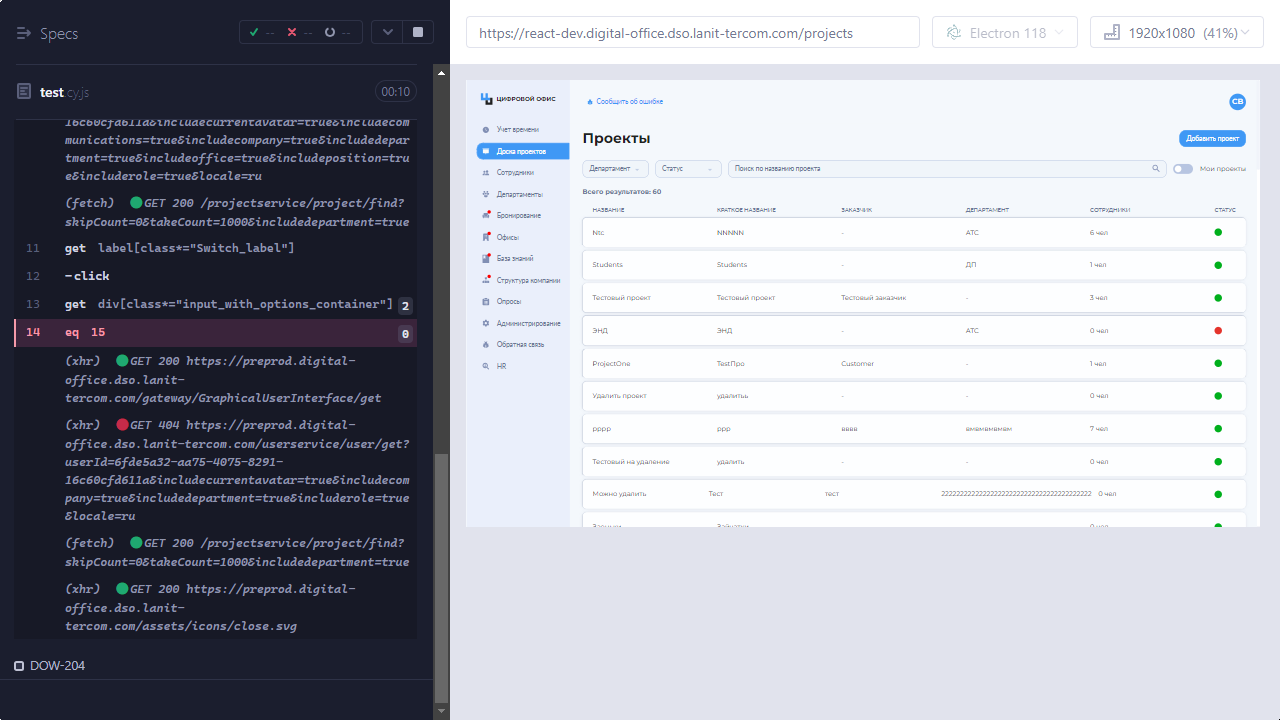 Specs
-- -- --
https://react-dev.digital-office.dso.lanit-tercom.com/projects
Electron 118
1920x1080 (41%)
test cy.js
00:10
16c60cfa611a&includecurrentavatar=true&includecom
munications=true&includecompany=true&includedepar
tment=true&includeoffice=true&includeposition=tru
e&includerole=true&locale=ru
(fetch) GET 200 /projectservice/project/find?
skipCount=0&takeCount=1000&includedepartment=true
11 get label[class*="Switch_label"]
12 -click
13 get div[class*="input_with_options_container"] 2
14 eq 15 0
(xhr) GET 200 https://preprod.digital-
office.dso.lanit-
tercom.com/gateway/GraphicalUserInterface/get
(xhr) GET 404 https://preprod.digital-
office.dso.lanit-tercom.com/userservice/user/get?
userId=6fde5a32-aa75-4075-8291-
16c60cfd611a&includecurrentavatar=true&includecom
pany=true&includedepartment=true&includerole=true
&locale=ru
(fetch) GET 200 /projectservice/project/find?
skipCount=0&takeCount=1000&includedepartment=true
(xhr) GET 200 https://preprod.digital-
office.dso.lanit-
tercom.com/assets/icons/close.svg
DOW-204
ЦИФРОВОЙ ОФИС
Учет времени
Доска проектов
Сотрудники
Департаменты
Бронирование
Офисы
База знаний
Структура компании
Опросы
Администрирование
Обратная связь
HR
Сообщить об ошибке
СВ
Проекты
Добавить проект
Департамент
Статус
Поиск по названию проекта
Мои проекты
Всего результатов: 60
НАЗВАНИЕ КРАТКОЕ НАЗВАНИЕ ЗАКАЗЧИК ДЕПАРТАМЕНТ СОТРУДНИКИ СТАТУС
Ntc NNNNN - АТС 6 чел
Students Students - ДП 1 чел
Тестовый проект Тестовый проект Тестовый заказчик - 3 чел
ЭНД ЭНД - АТС 0 чел
ProjectOne TestПро Customer - 1 чел
Удалить проект удалитьь - - 0 чел
рррр ррр вввв вмвмвмвмвм 7 чел
Тестовый на удаление удалить - - 0 чел
Можно удалить Тест тест 0 чел